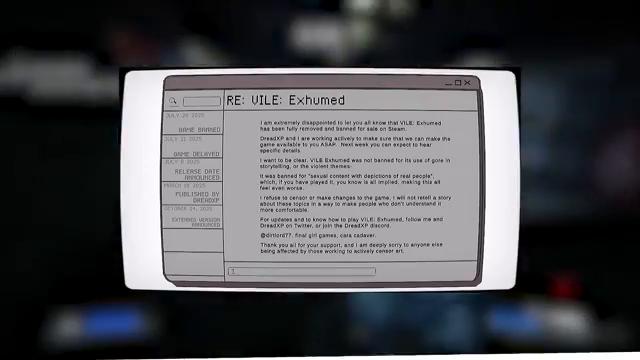 RE: VILE: Exhumed
JULY 28 2025
GAME BANNED
JULY 11 2025
GAME DELAYED
JULY 8 2025
RELEASE DATE
ANNOUNCED
MARCH 18 2025
PUBLISHED BY
DREADXP
OCTOBER 24, 2025
EXTENDED VERSION
ANNOUNCED
I am extremely disappointed to let you all know that VILE: Exhumed
has been fully removed and banned for sale on Steam.
DreadXP and I are working actively to make sure that we can make the
game available to you ASAP. Next week you can expect to hear
specific details.
I want to be clear. VILE Exhumed was not banned for its use of gore in
storytelling, or the violent themes.
It was banned for "sexual content with depictions of real people",
which, if you have played it, you know is all implied, making this all
feel even worse.
I refuse to censor or make changes to the game, I will not retell a story
about these topics in a way to make people who don't understand it
more comfortable.
For updates and to know how to play VILE: Exhumed, follow me and
DreadXP on Twitter, or join the DreadXP discord.
@dirtlord77. final girl games, cara cadaver.
Thank you all for your support, and I am deeply sorry to anyone else
being affected by those working to actively censor art.